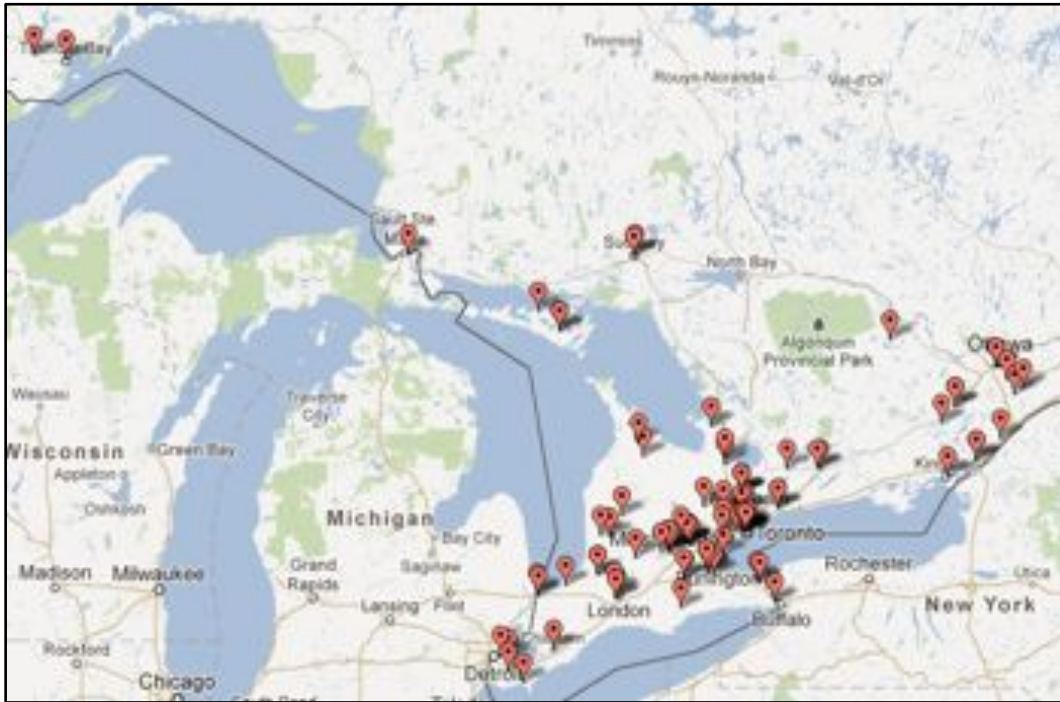 Timmins
Rouyn-Noranda
Val-d'Or
Sault Ste
North Bay
Algonquin
Provincial Park
Traverse
City
Wausau
Wisconsin
Green Bay
Appleton
Oshkosh
Michigan
Bay City
Saginaw
Toronto
Madison
Milwaukee
Grand
Rapids
Lansing
Flint
Burlington
London
Rochester
Utica
New York
Buffalo
Rockford
Detroit
Chicago